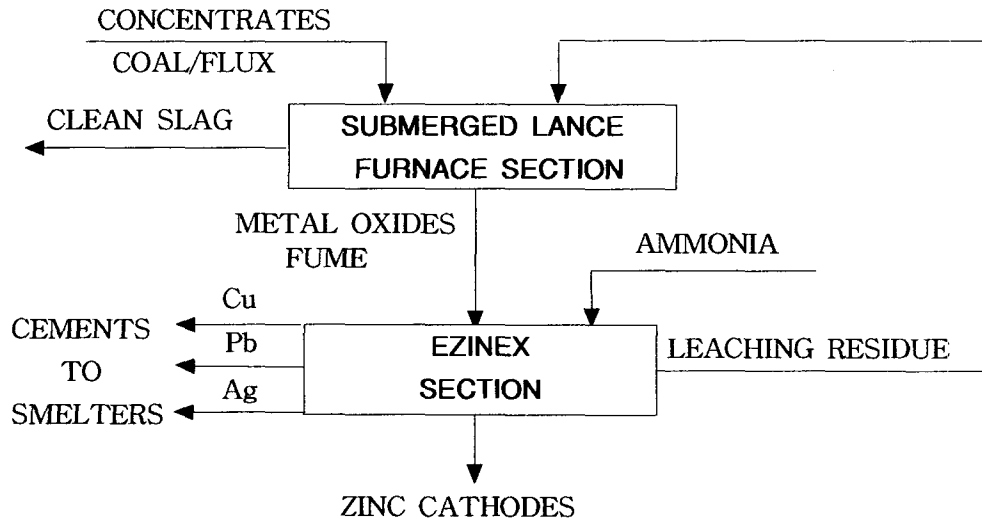 CONCENTRATES
COAL/FLUX
CLEAN SLAG
SUBMERGED LANCE
FURNACE SECTION
METAL OXIDES
FUME
AMMONIA
Cu
CEMENTS
Pb
TO
Ag
SMELTERS
EZINEX
SECTION
LEACHING RESIDUE
ZINC CATHODES